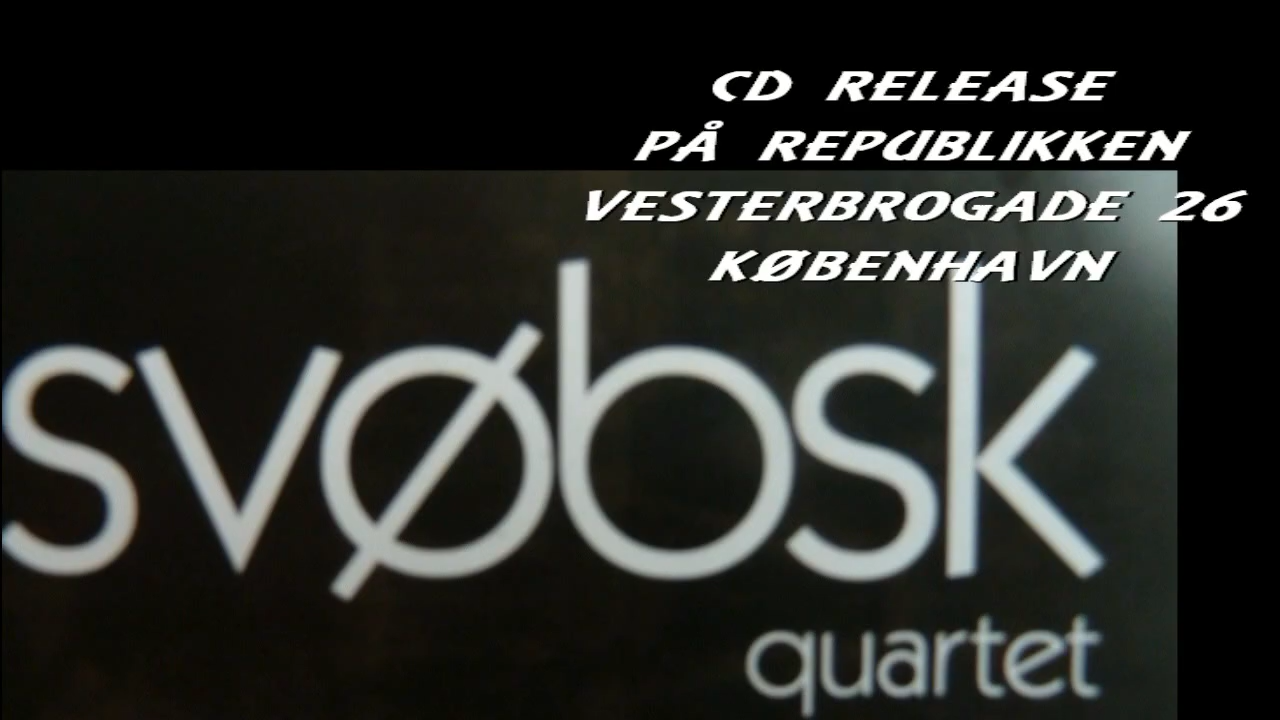 CD RELEASE
PÅ REPUBLIKKEN
VESTERBROGADE 26
KØBENHAVN
svøbsk
quartet